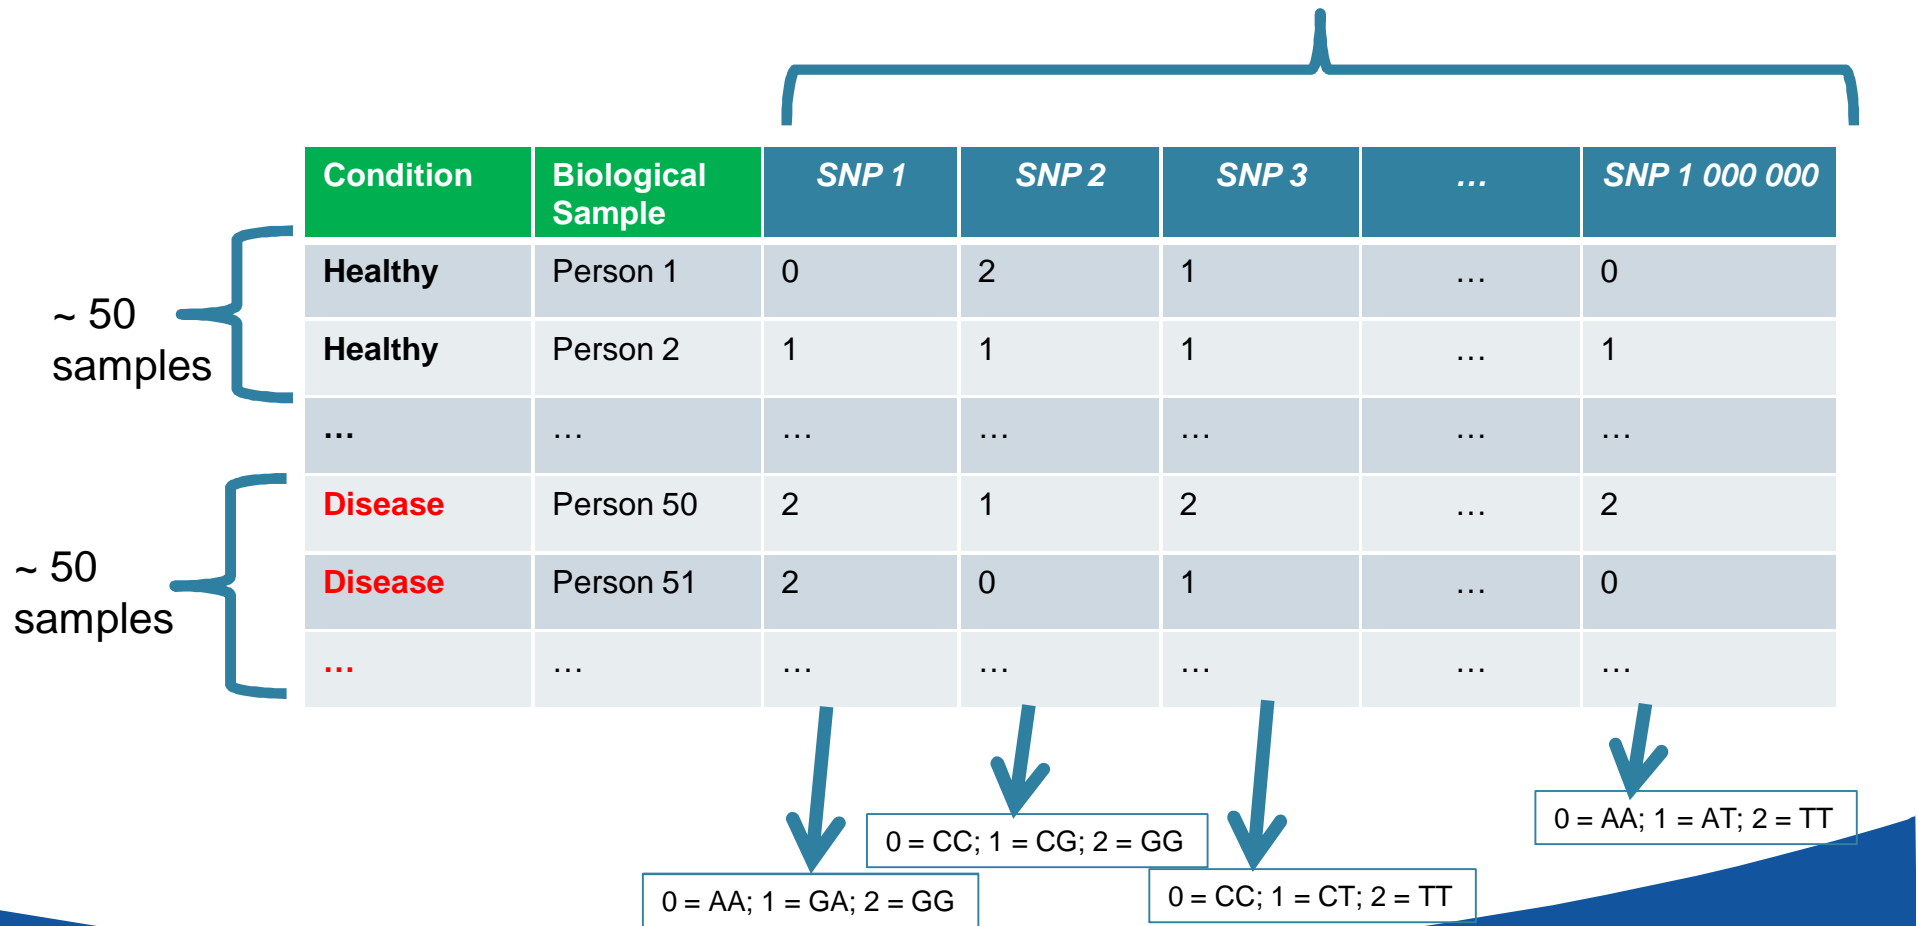 Condition Biological Sample SNP 1 SNP 2 SNP 3 … SNP 1 000 000
Healthy Person 1 0 2 1 … 0
~ 50
samples
Healthy Person 2 1 1 1 … 1
… … … … … … …
Disease Person 50 2 1 2 … 2
~ 50
samples
Disease Person 51 2 0 1 … 0
… … … … … … …
0 = AA; 1 = AT; 2 = TT
0 = CC; 1 = CG; 2 = GG
0 = CC; 1 = CT; 2 = TT
0 = AA; 1 = GA; 2 = GG